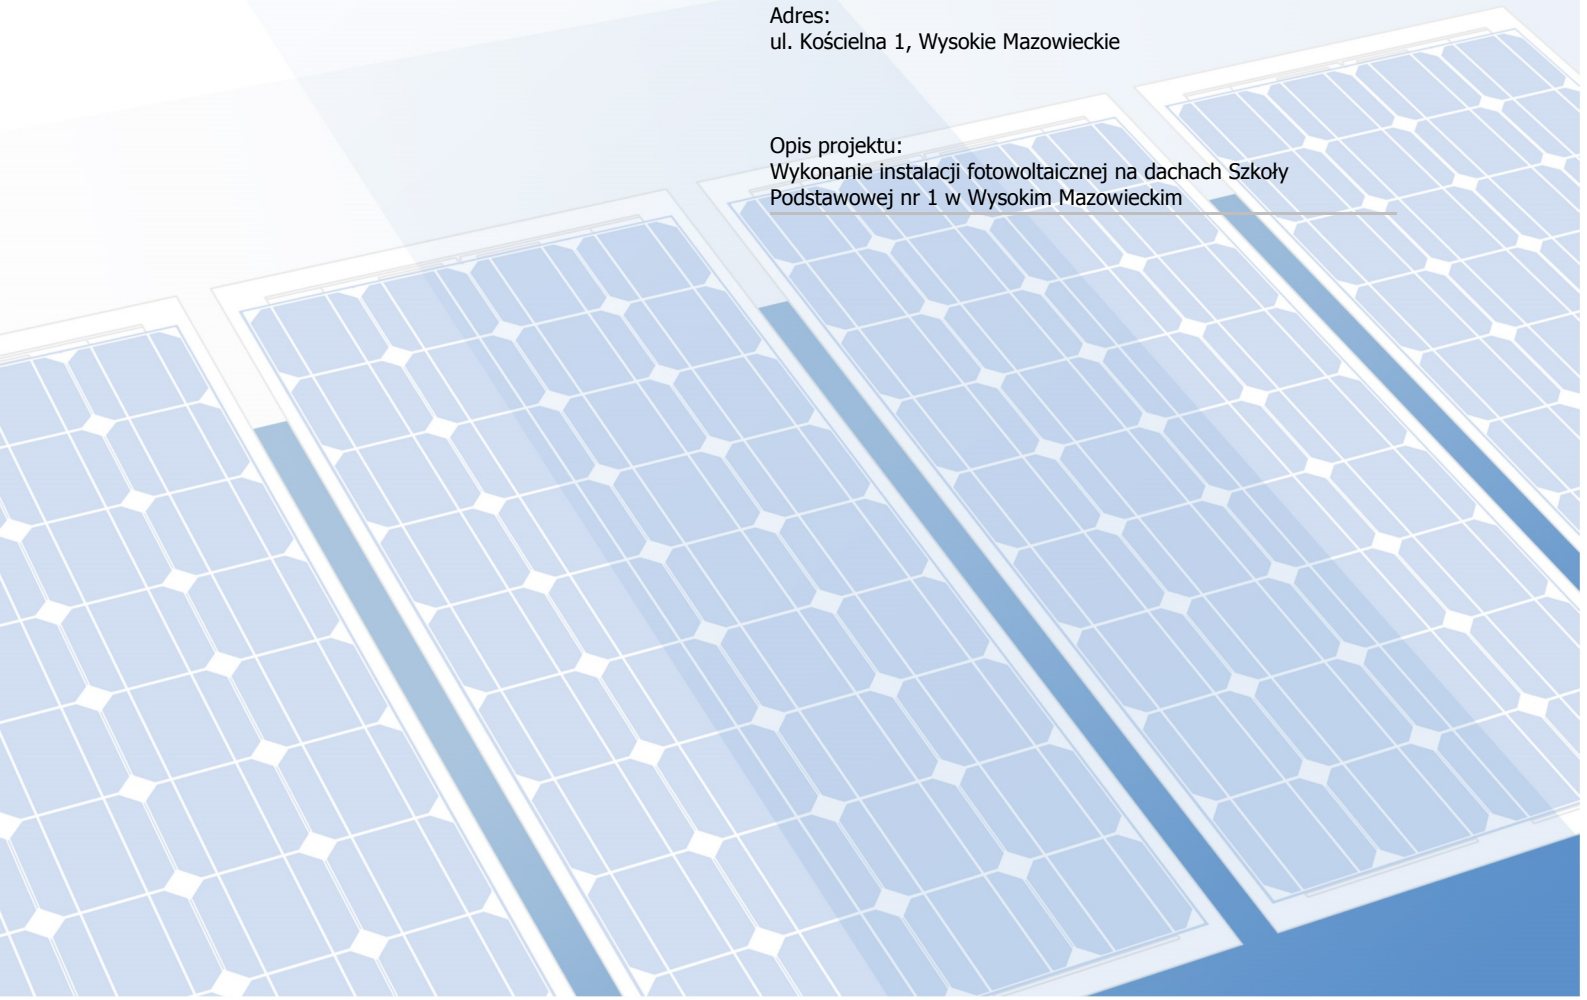 Adres:
ul. Kościelna 1, Wysokie Mazowieckie
Opis projektu:
Wykonanie instalacji fotowoltaicznej na dachach Szkoły
Podstawowej nr 1 w Wysokim Mazowieckim